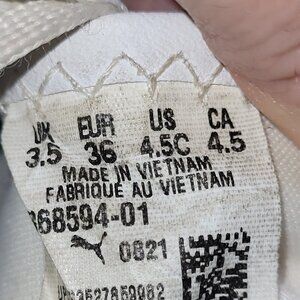 UK EUR US CA
3.5 36 4.5C 4.5
MADE IN VIETNAM
FABRIQUE AU VIETNAM
368594-01
0821